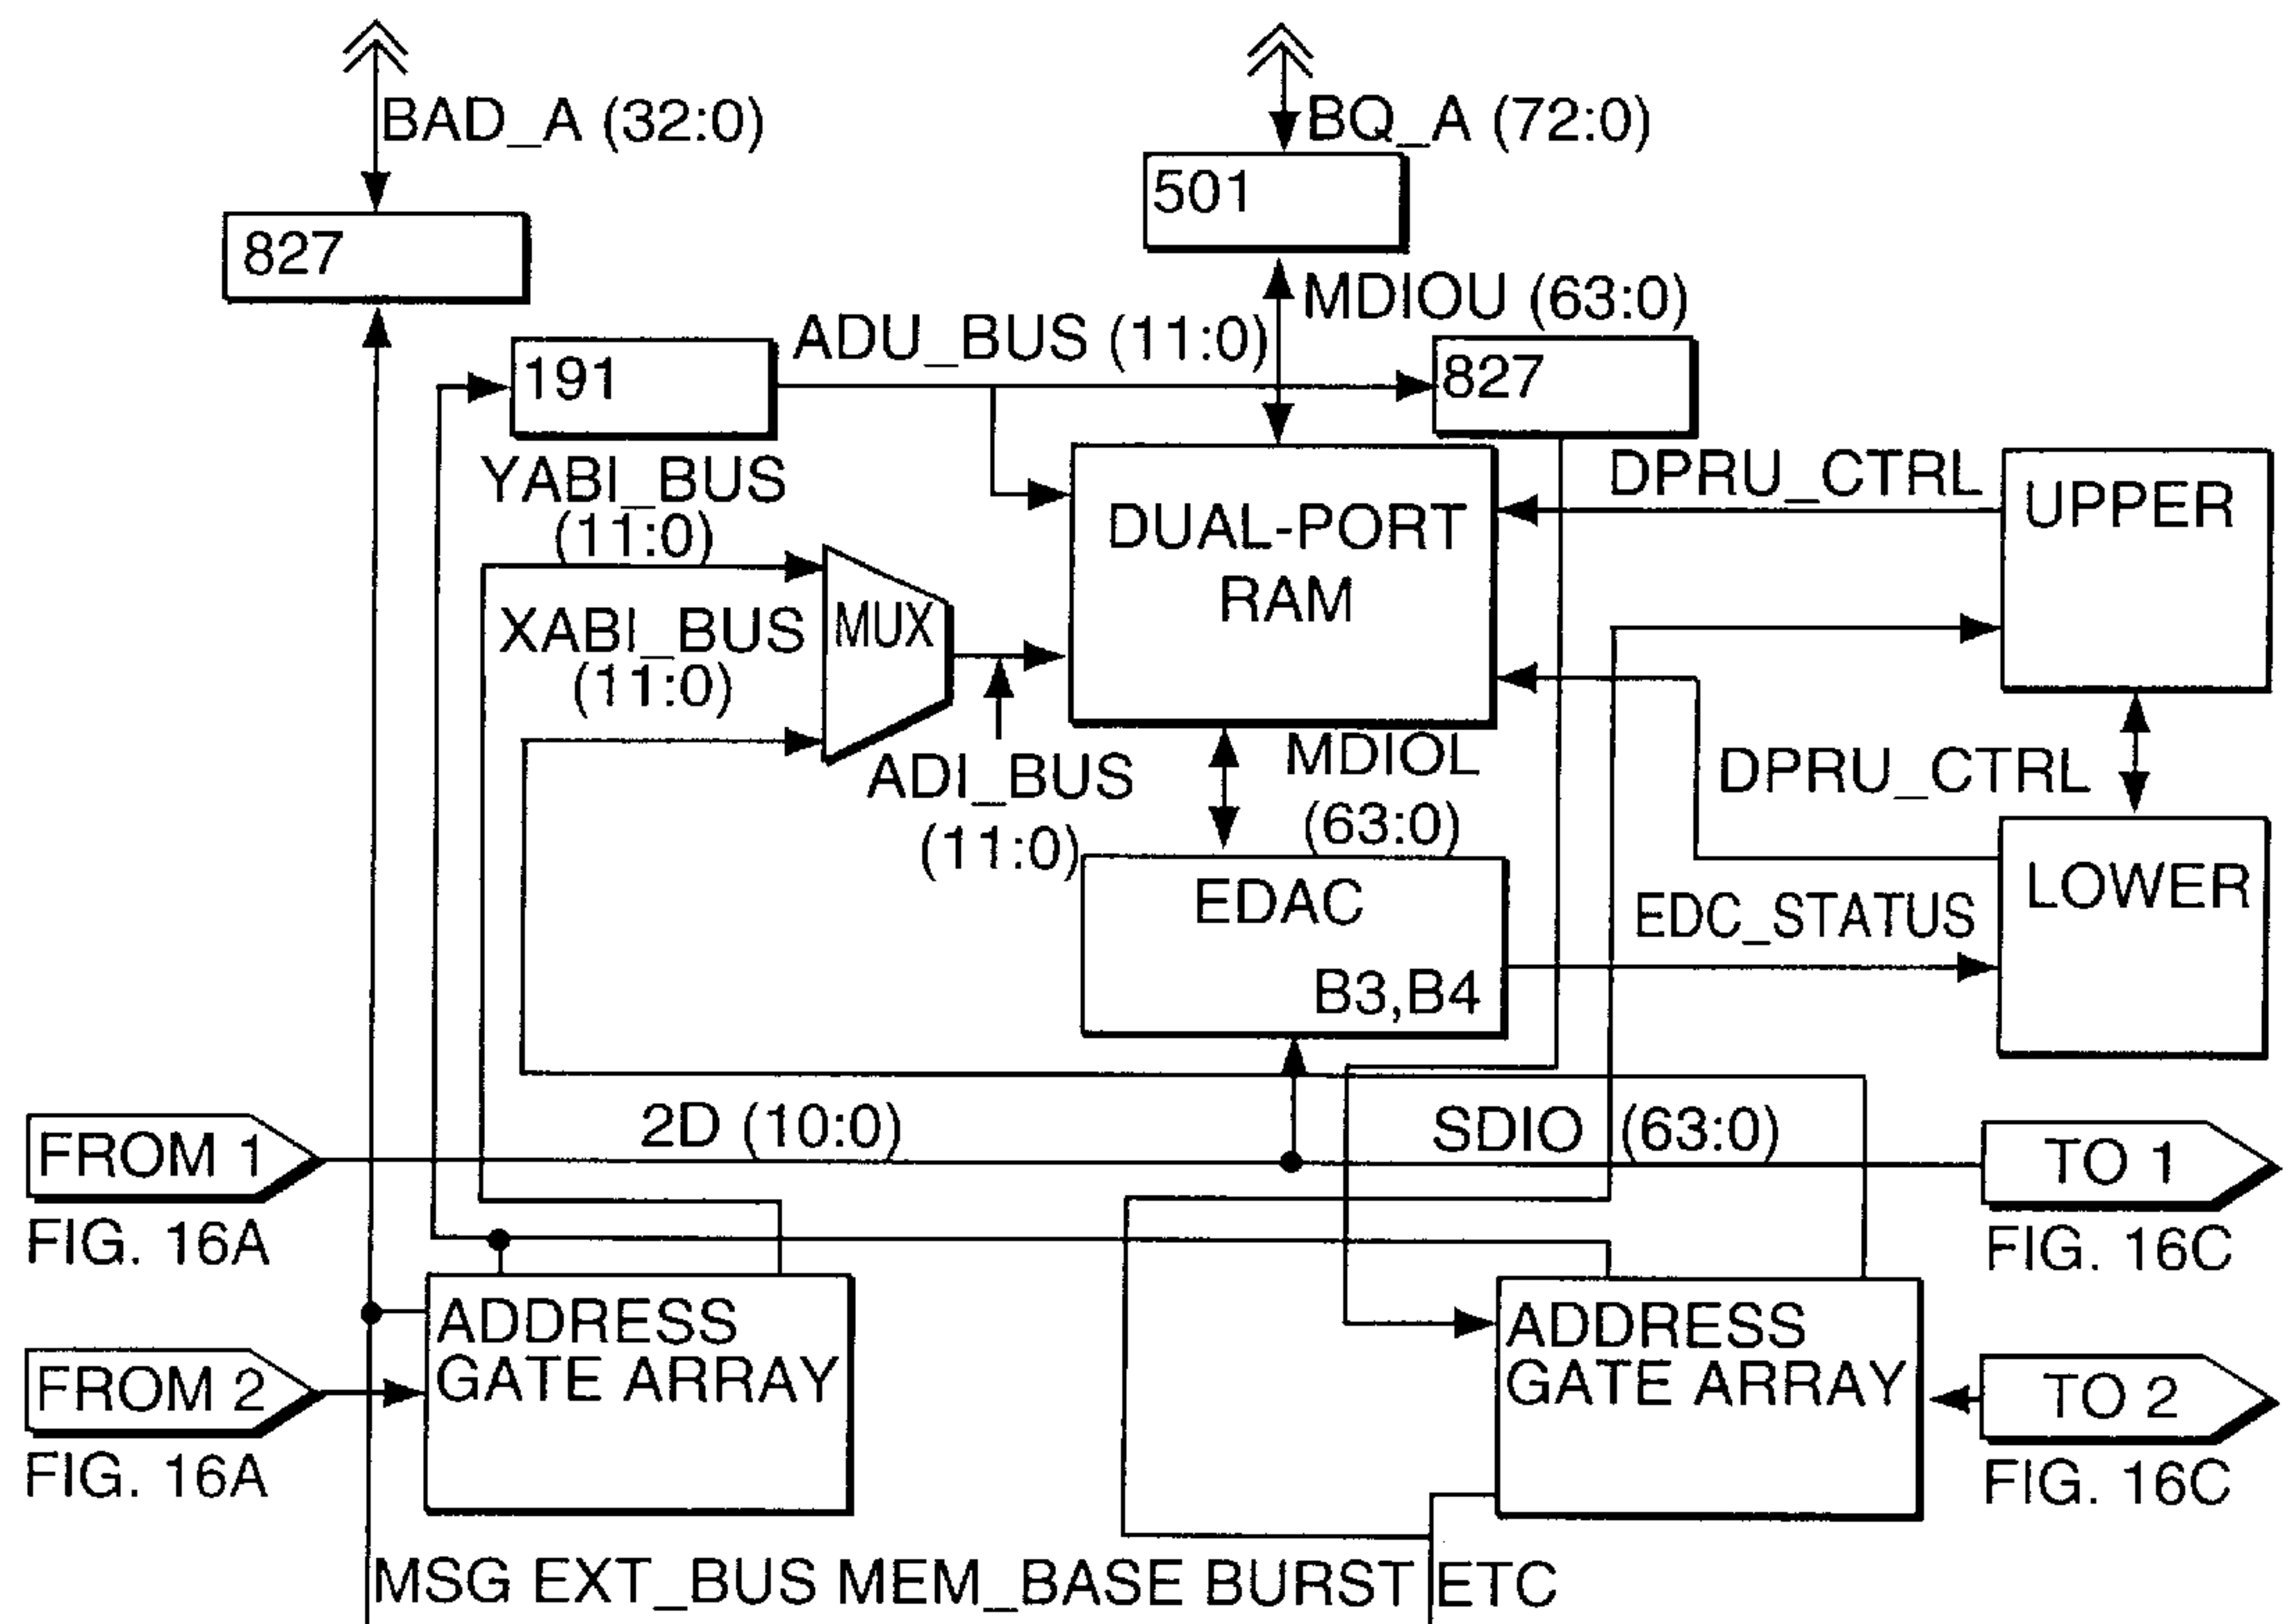 BAD_A (32:0)
BQ_A (72:0)
501
827
MDIOU (63:0)
ADU_BUS (11:0)
191
827
YABI_BUS
(11:0)
DPRU_CTRL
UPPER
DUAL-PORT
RAM
XABI_BUS
(11:0)
MUX
MDIOL
(63:0)
ADI_BUS
(11:0)
DPRU_CTRL
LOWER
EDAC
B3,B4
EDC_STATUS
2D (10:0)
SDIO (63:0)
FROM 1
FIG. 16A
TO 1
FIG. 16C
ADDRESS
GATE ARRAY
ADDRESS
GATE ARRAY
FROM 2
FIG. 16A
TO 2
FIG. 16C
MSG EXT_BUS MEM_BASE BURST ETC